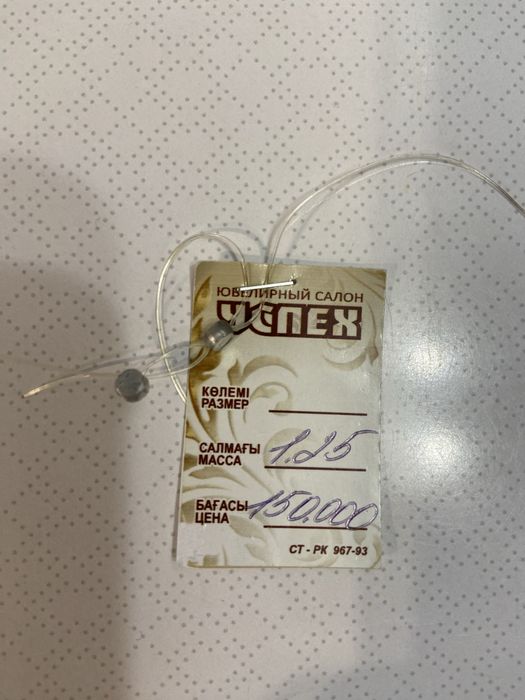 ЮВЕЛИРНЫЙ САЛОН
УСПЕХ
КӨЛЕМІ
РАЗМЕР
САЛМАҒЫ
МАССА 1.25
БАҒАСЫ
ЦЕНА 150.000
СТ - РК 967-93